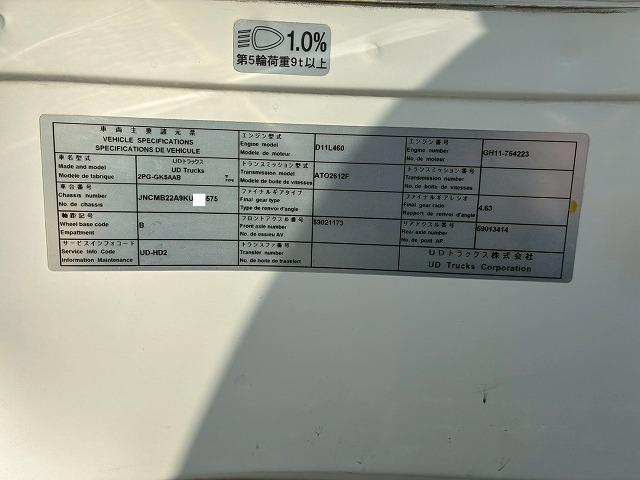 1.0%
第5輪荷重9t以上
車両主要諸元票
VEHICLE SPECIFICATIONS
SPECIFICATIONS DE VEHICULE
車名型式
Made and model
Modele de fabrique
UDトラックス
UD Trucks
2PG-GK5AAB
車台番号
Chassis number
No. de chassis
JNCMB22A9KU 575
軸距記号
Wheel base code
Empattment
B
サービスインフォコード
Service Info Code
Information Maintenance
UD-HD2
エンジン型式
Engine model
Modele de moteur
D11L460
トランスミッション型式
Transmission model
Modele de boite de vitesses
ATO2612F
ファイナルギアタイプ
Final gear type
Type de renvoi d'angle
フロントアクスル番号
Front axle number
No. de essieu AV.
59021173
トランスファ番号
Transfer number
No. de boite de transfert
エンジン番号
Engine number
No. de moteur
GH11-754223
トランスミッション番号
Transmission number
No. de boite de vitesses
ファイナルギアレシオ
Final gear ratio
Rapport de renvoi d'angle
4.63
リアアクスル番号
Rear axle number
No. de pont AR.
59013414
UDトラックス株式会社
UD Trucks Corporation